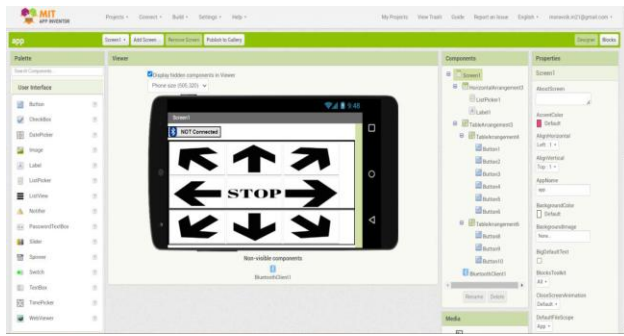 MIT
APP INVENTOR
Projects Connect Build Settings Help
My Projects View Trash Guide Report an Issue English
app
Screen1 Add Screen ... Remove Screen Publish to Gallery
Designer Blocks
Palette
Search Components...
User Interface
Button
CheckBox
DatePicker
Image
Label
ListPicker
ListView
Notifier
PasswordTextBox
Slider
Spinner
Switch
TextBox
TimePicker
WebViewer
Viewer
Display hidden components in Viewer
Phone size (505,320)
9:48
Screen1
NOT Connected
STOP
Non-visible components
BluetoothClient1
Components
Screen1
ListPicker1
Label1
Button1
Button2
Button3
Button4
Button5
Button6
Button8
Button9
Button10
BluetoothClient1
Rename Delete
Media
Properties
Screen1
AboutScreen
AccentColor
Default
AlignHorizontal
Left : 1
AlignVertical
Top : 1
AppName
app
BackgroundColor
Default
BackgroundImage
None...
BigDefaultText
BlocksToolkit
All
CloseScreenAnimation
Default
DefaultFileScope
App